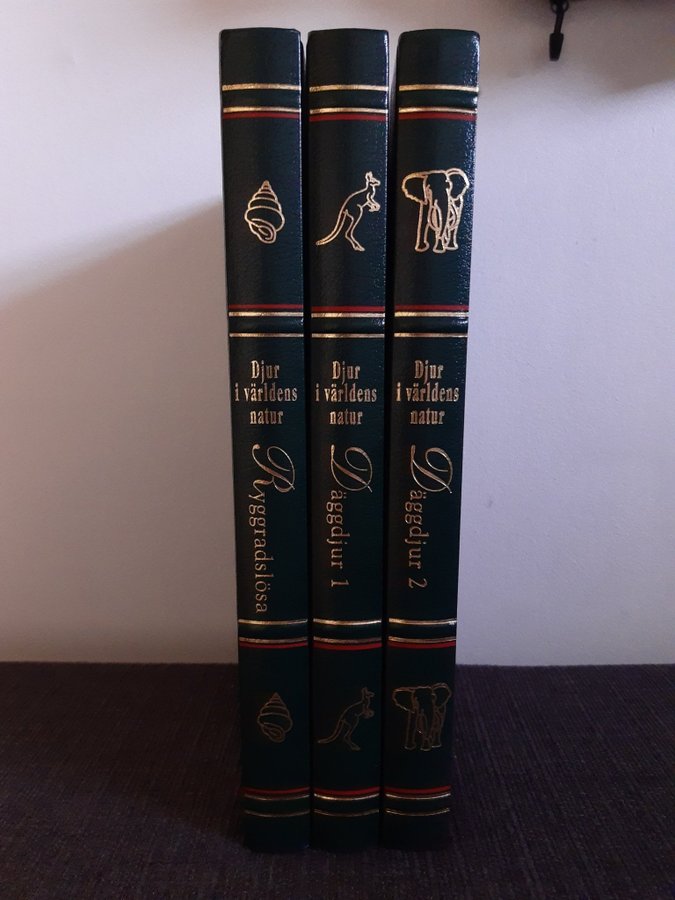 Djur
i världens
natur
Ryggradslösa
Djur
i världens
natur
Däggdjur 1
Djur
i världens
natur
Däggdjur 2